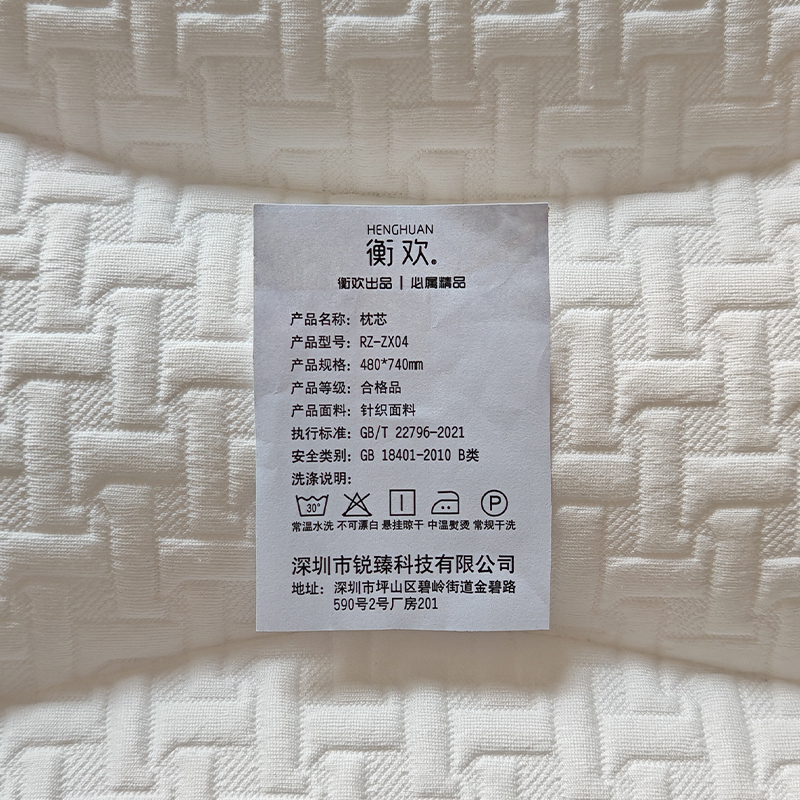 HENGHUAN
衡欢®
衡欢出品 | 必属精品
产品名称：枕芯
产品型号：RZ-ZX04
产品规格：480*740mm
产品等级：合格品
产品面料：针织面料
执行标准：GB/T 22796-2021
安全类别：GB 18401-2010 B类
洗涤说明：
30° P
常温水洗 不可漂白 悬挂晾干 中温熨烫 常规干洗
深圳市锐臻科技有限公司
地址：深圳市坪山区碧岭街道金碧路
590号2号厂房201